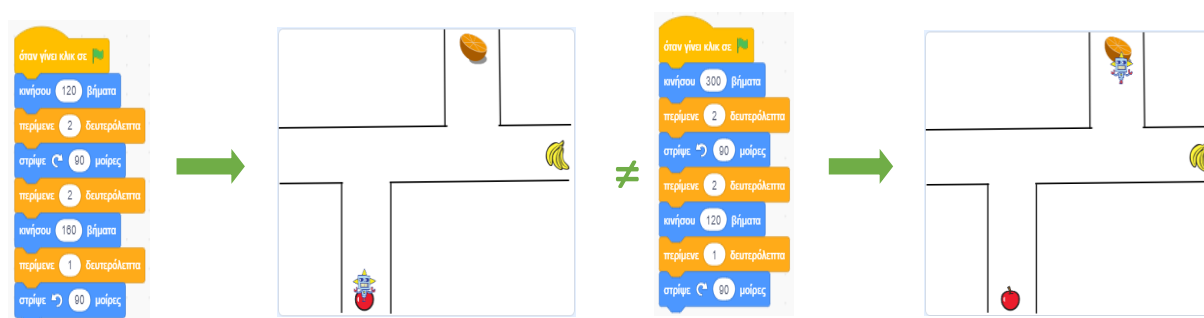 όταν γίνει κλικ σε
κινήσου 120 βήματα
περίμενε 2 δευτερόλεπτα
στρίψε 90 μοίρες
περίμενε 2 δευτερόλεπτα
κινήσου 160 βήματα
περίμενε 1 δευτερόλεπτα
στρίψε 90 μοίρες
≠
όταν γίνει κλικ σε
κινήσου 300 βήματα
περίμενε 2 δευτερόλεπτα
στρίψε 90 μοίρες
περίμενε 2 δευτερόλεπτα
κινήσου 120 βήματα
περίμενε 1 δευτερόλεπτα
στρίψε 90 μοίρες